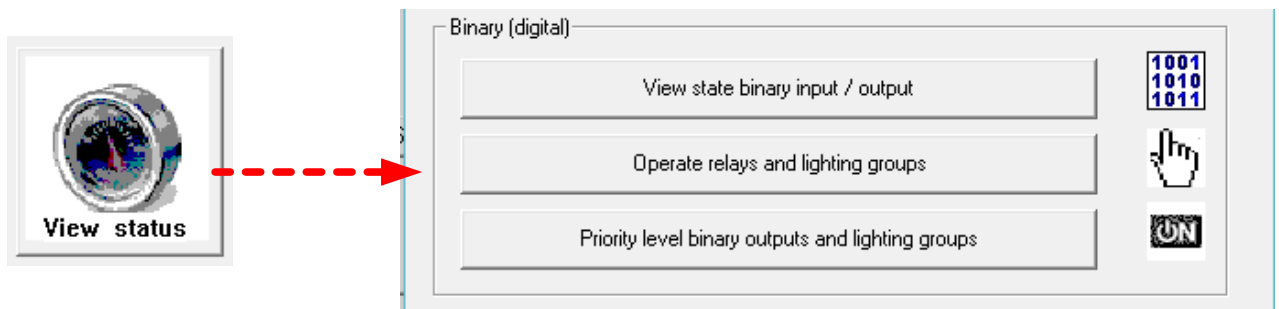 View status
Binary (digital)
View state binary input / output
1001
1010
1011
Operate relays and lighting groups
Priority level binary outputs and lighting groups
ON